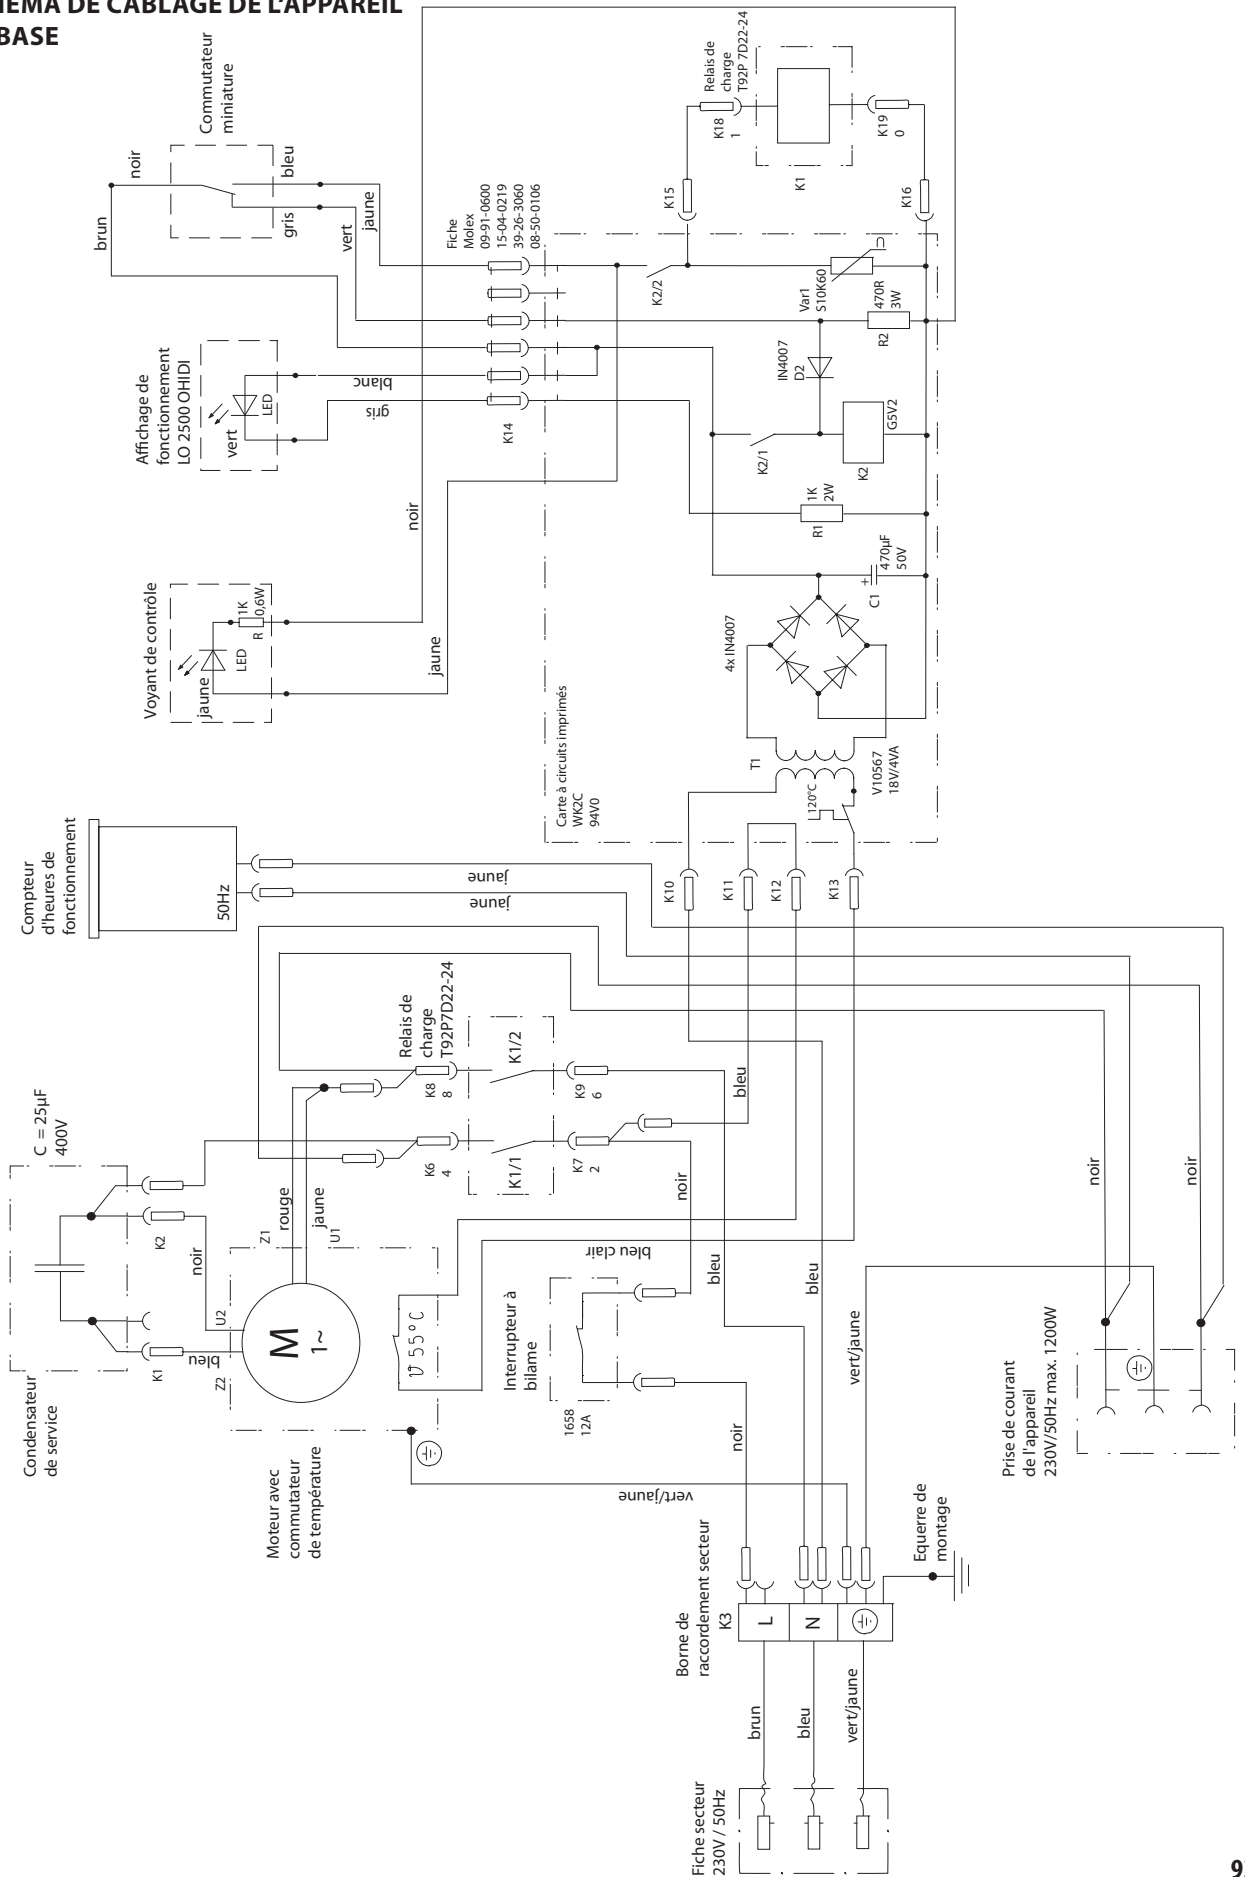 HEMA DE CABLAGE DE L'APPAREIL
BASE
Commutateur
miniature
noir
brun
bleu
gris
jaune
vert
Fiche
Molex
09-91-0600
15-04-0219
39-26-3060
08-50-0106
Relais de
charge
T92P 7D22-24
K18
1
K19
0
K1
K15
K16
K2/2
Var1
S10K60
U
470R
3W
R2
IN4007
D2
G5V2
K2
K2/1
1K
2W
R1
470µF
50V
+
C1
4x IN4007
T1
V10567
18V/4VA
120°C
Carte à circuits imprimés
WK2C
94V0
Affichage de
fonctionnement
LO 2500 OHIDI
LED
vert
blanc
gris
K14
noir
Voyant de contrôle
1K
0,6W
R
LED
jaune
jaune
Compteur
d'heures de
fonctionnement
50Hz
jaune
jaune
K10
K11
K12
K13
C = 25µF
400V
Relais de
charge
T92P7D22-24
K8
8
K1/2
K9
6
K6
4
K1/1
K7
2
bleu
noir
rouge
jaune
Z1
U1
K2
noir
U2
M
1~
ϑ 55°C
Z2
bleu
K1
Condensateur
de service
Moteur avec
commutateur
de température
bleu clair
bleu
bleu
Interrupteur à
bilame
1658
12A
noir
vert/jaune
vert/jaune
noir
noir
Prise de courant
de l'appareil
230V/50Hz max. 1200W
Equerre de
montage
Borne de
raccordement secteur
K3
L
N
brun
bleu
vert/jaune
Fiche secteur
230V / 50Hz